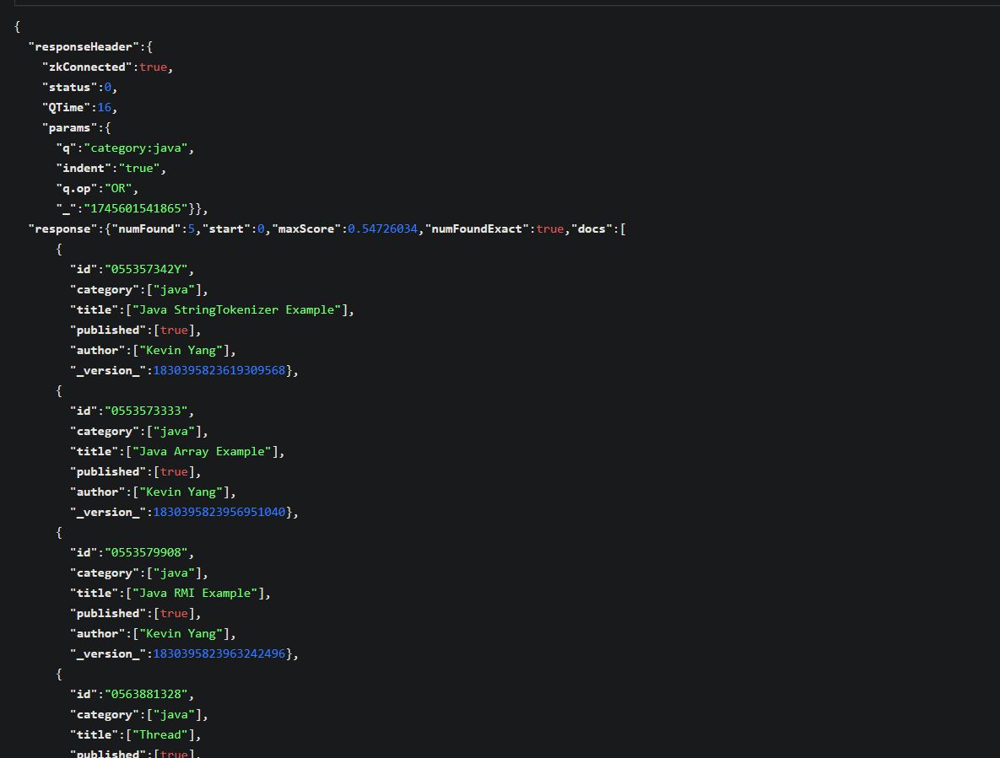 {
  "responseHeader":{
    "zkConnected":true,
    "status":0,
    "QTime":16,
    "params":{
      "q":"category:java",
      "indent":"true",
      "q.op":"OR",
      "_":"1745601541865"}},
  "response":{"numFound":5,"start":0,"maxScore":0.54726034,"numFoundExact":true,"docs":[
      {
        "id":"055357342Y",
        "category":["java"],
        "title":["Java StringTokenizer Example"],
        "published":[true],
        "author":["Kevin Yang"],
        "_version_":1830395823619309568},
      {
        "id":"0553573333",
        "category":["java"],
        "title":["Java Array Example"],
        "published":[true],
        "author":["Kevin Yang"],
        "_version_":1830395823956951040},
      {
        "id":"0553579908",
        "category":["java"],
        "title":["Java RMI Example"],
        "published":[true],
        "author":["Kevin Yang"],
        "_version_":1830395823963242496},
      {
        "id":"0563881328",
        "category":["java"],
        "title":["Thread"],
        "published":[true],